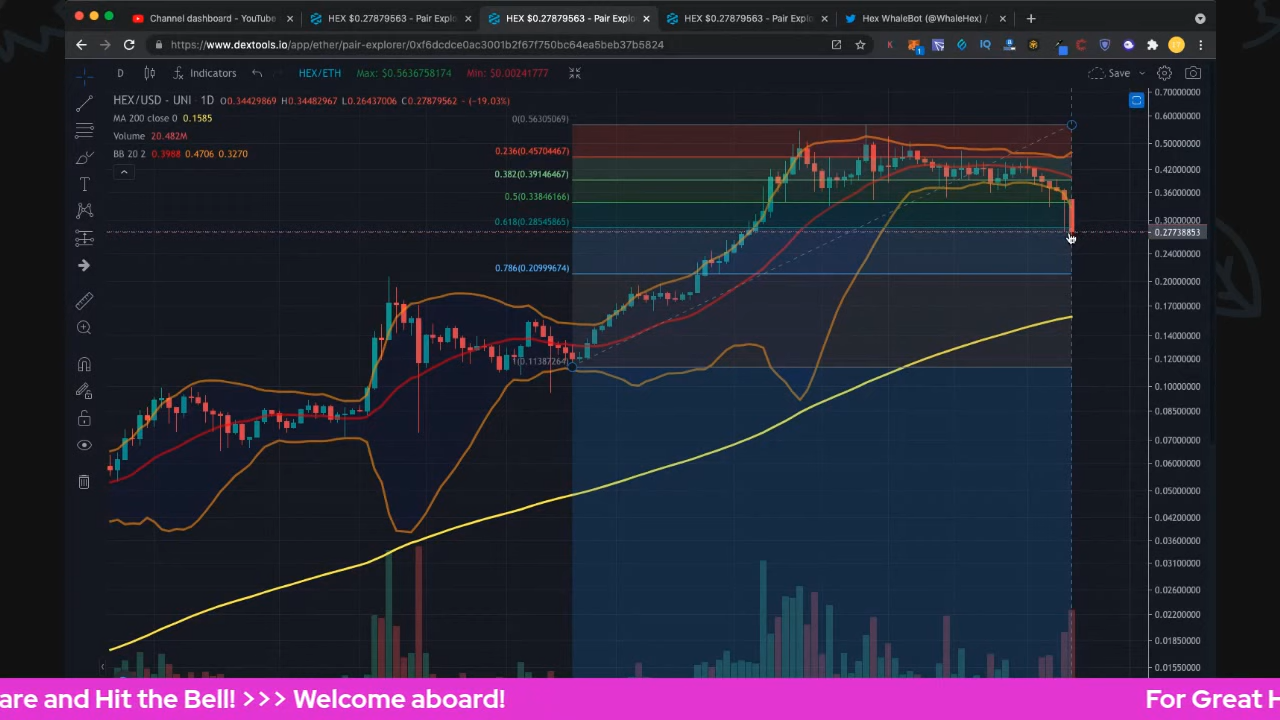 Channel dashboard - YouTube
HEX $0.27879563 - Pair Explo
HEX $0.27879563 - Pair Explo
HEX $0.27879563 - Pair Explo
Hex WhaleBot (@WhaleHex) /
https://www.dextools.io/app/ether/pair-explorer/0xf6dcdce0ac3001b2f67f750bc64ea5beb37b5824
D
Indicators
HEX/ETH
Max: $0.5636758174
Min: $0.00241777
Save
HEX/USD - UNI · 1D O0.34429869 H0.34482967 L0.26437006 C0.27879562 - (-19.03%)
MA 200 close 0 0.1585
Volume 20.482M
BB 20 2 0.3988 0.4706 0.3270
0(0.56305069)
0.236(0.45704467)
0.382(0.39146467)
0.5(0.33846166)
0.618(0.28545865)
0.786(0.20999674)
1(0.11387264)
0.70000000
0.60000000
0.50000000
0.42000000
0.36000000
0.30000000
0.27738853
0.24000000
0.20000000
0.17000000
0.14000000
0.12000000
0.10000000
0.08500000
0.07000000
0.06000000
0.05000000
0.04200000
0.03600000
0.03100000
0.02600000
0.02200000
0.01850000
0.01550000
are and Hit the Bell! >>> Welcome aboard!
For Great H